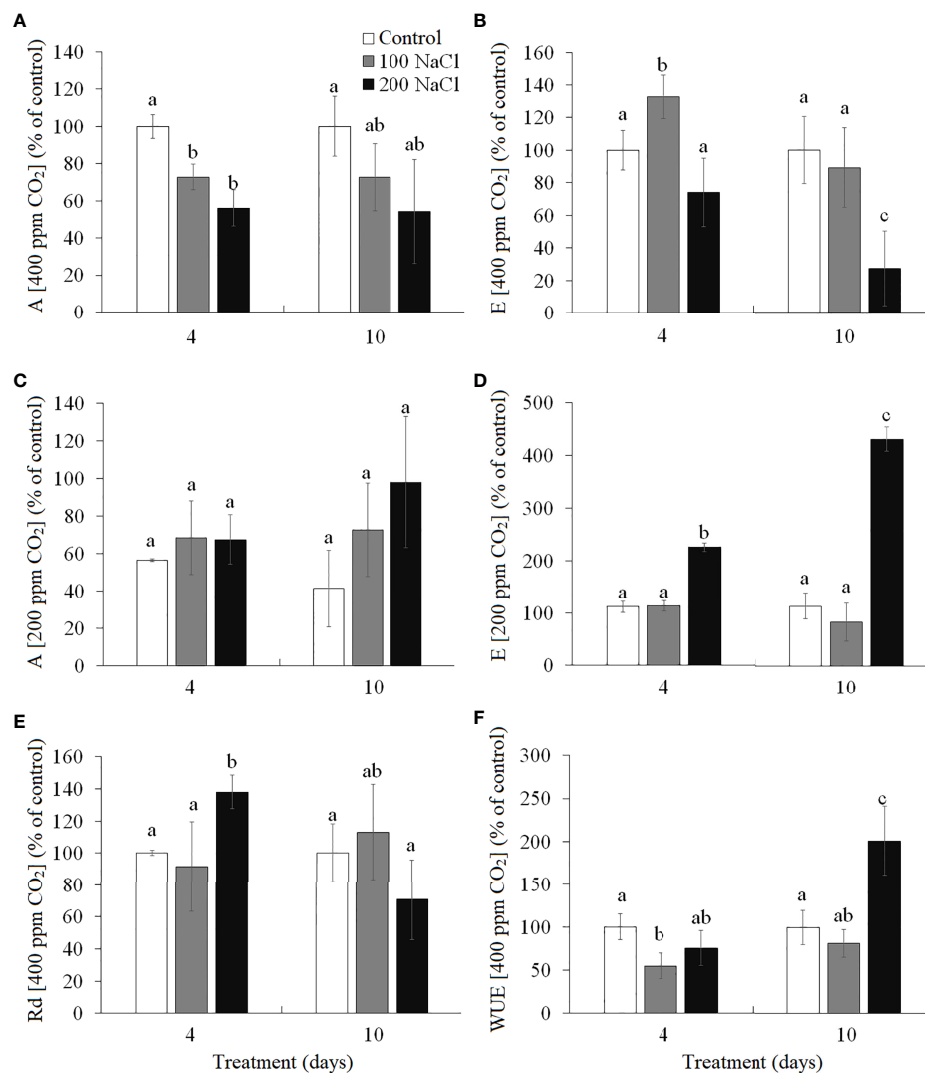 A
A [400 ppm CO₂] (% of control)
140
120
100
80
60
40
20
0
Control
100 NaCl
200 NaCl
a
b
b
a
ab
ab
4
10
B
E [400 ppm CO₂] (% of control)
160
140
120
100
80
60
40
20
0
a
b
a
a
a
c
4
10
C
A [200 ppm CO₂] (% of control)
140
120
100
80
60
40
20
0
a
a
a
a
a
a
4
10
D
E [200 ppm CO₂] (% of control)
500
450
400
350
300
250
200
150
100
50
0
a
a
b
a
a
c
4
10
E
Rd [400 ppm CO₂] (% of control)
160
140
120
100
80
60
40
20
0
a
a
b
a
ab
a
4
10
Treatment (days)
F
WUE [400 ppm CO₂] (% of control)
300
250
200
150
100
50
0
a
b
ab
a
ab
c
4
10
Treatment (days)